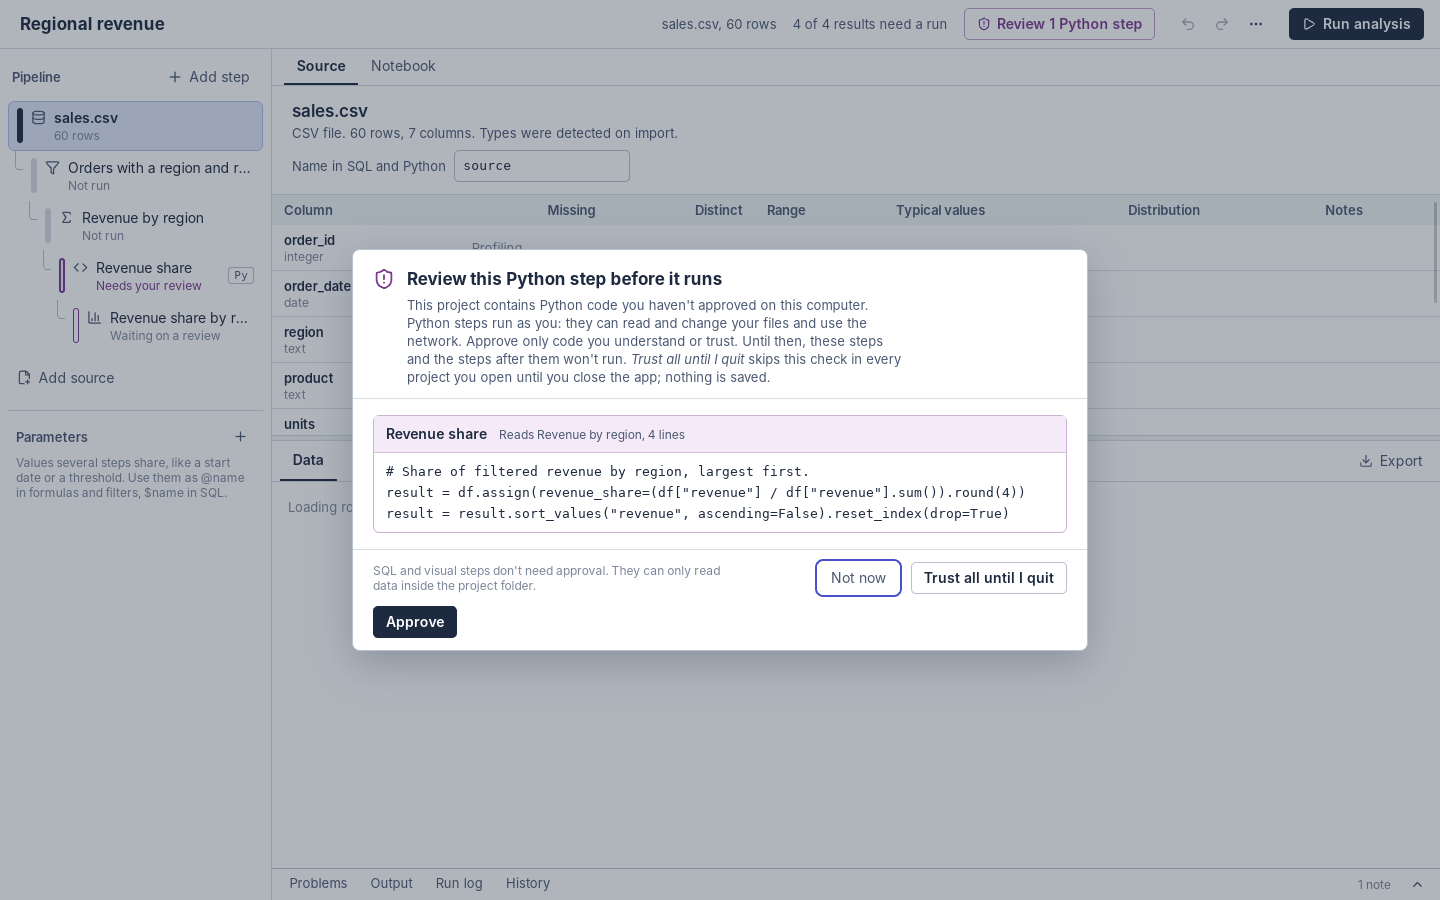 Regional revenue
sales.csv, 60 rows
4 of 4 results need a run
Review 1 Python step
Run analysis
Pipeline
Add step
sales.csv
60 rows
Orders with a region and r...
Not run
Revenue by region
Not run
Revenue share
Needs your review
Py
Revenue share by r...
Waiting on a review
Add source
Parameters
Values several steps share, like a start
date or a threshold. Use them as @name
in formulas and filters, $name in SQL.
Source
Notebook
sales.csv
CSV file. 60 rows, 7 columns. Types were detected on import.
Name in SQL and Python
source
Column
Missing
Distinct
Range
Typical values
Distribution
Notes
order_id
integer
Profiling
order_date
date
region
text
product
text
units
Data
Export
Loading
Review this Python step before it runs
This project contains Python code you haven't approved on this computer.
Python steps run as you: they can read and change your files and use the
network. Approve only code you understand or trust. Until then, these steps
and the steps after them won't run. Trust all until I quit skips this check in every
project you open until you close the app; nothing is saved.
Revenue share
Reads Revenue by region, 4 lines
# Share of filtered revenue by region, largest first.
result = df.assign(revenue_share=(df["revenue"] / df["revenue"].sum()).round(4))
result = result.sort_values("revenue", ascending=False).reset_index(drop=True)
SQL and visual steps don't need approval. They can only read
data inside the project folder.
Not now
Trust all until I quit
Approve
Problems
Output
Run log
History
1 note